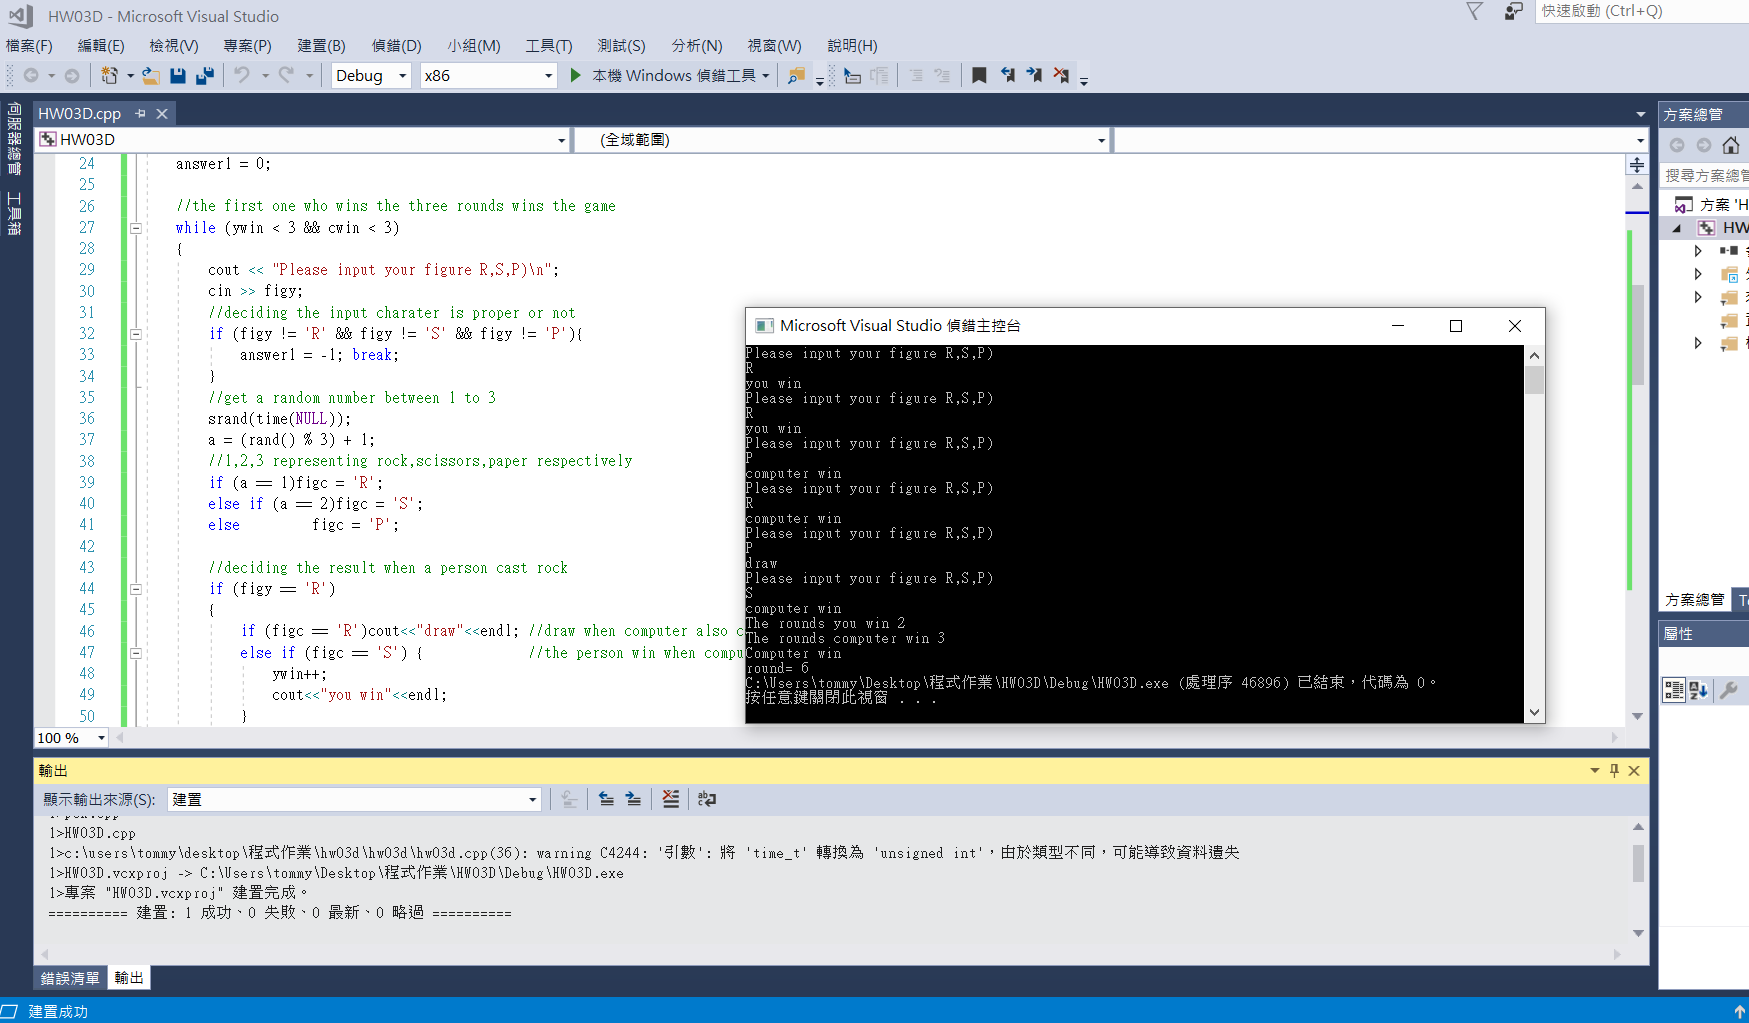 HW03D - Microsoft Visual Studio
快速啟動 (Ctrl+Q)
檔案(F) 編輯(E) 檢視(V) 專案(P) 建置(B) 偵錯(D) 小組(M) 工具(T) 測試(S) 分析(N) 視窗(W) 說明(H)
Debug x86 本機 Windows 偵錯工具
伺服器總管
工具箱
HW03D.cpp
HW03D (全域範圍)
24 answer1 = 0;
25
26 //the first one who wins the three rounds wins the game
27 while (ywin < 3 && cwin < 3)
28 {
29 cout << "Please input your figure R,S,P)\n";
30 cin >> figy;
31 //deciding the input charater is proper or not
32 if (figy != 'R' && figy != 'S' && figy != 'P'){
33 answer1 = -1; break;
34 }
35 //get a random number between 1 to 3
36 srand(time(NULL));
37 a = (rand() % 3) + 1;
38 //1,2,3 representing rock,scissors,paper respectively
39 if (a == 1)figc = 'R';
40 else if (a == 2)figc = 'S';
41 else figc = 'P';
42
43 //deciding the result when a person cast rock
44 if (figy == 'R')
45 {
46 if (figc == 'R')cout<<"draw"<<endl; //draw when computer also
47 else if (figc == 'S') { //the person win when
48 ywin++;
49 cout<<"you win"<<endl;
50 }
100 %
Microsoft Visual Studio 偵錯主控台
Please input your figure R,S,P)
R
you win
Please input your figure R,S,P)
R
you win
Please input your figure R,S,P)
P
computer win
Please input your figure R,S,P)
R
computer win
Please input your figure R,S,P)
P
draw
Please input your figure R,S,P)
S
computer win
The rounds you win 2
The rounds computer win 3
Computer win
round= 6
C:\Users\tommy\Desktop\程式作業\HW03D\Debug\HW03D.exe (處理序 46896) 已結束，代碼為 0。
按任意鍵關閉此視窗 . . .
方案總管
搜尋方案總管
方案 'H
HW
方案總管
屬性
輸出
顯示輸出來源(S): 建置
1>HW03D.cpp
1>c:\users\tommy\desktop\程式作業\hw03d\hw03d\hw03d.cpp(36): warning C4244: '引數': 將 'time_t' 轉換為 'unsigned int'，由於類型不同，可能導致資料遺失
1>HW03D.vcxproj -> C:\Users\tommy\Desktop\程式作業\HW03D\Debug\HW03D.exe
1>專案 "HW03D.vcxproj" 建置完成。
========== 建置: 1 成功、0 失敗、0 最新、0 略過 ==========
錯誤清單 輸出
建置成功